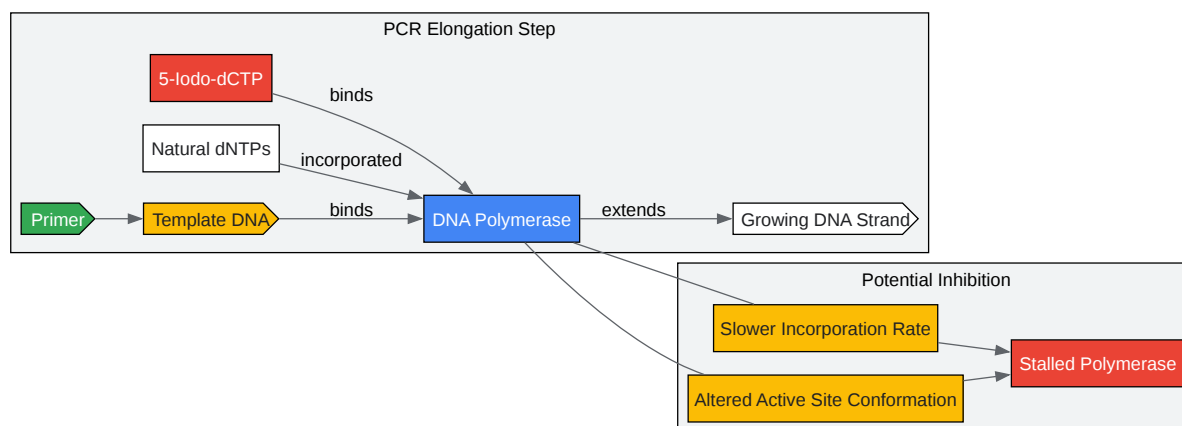 PCR Elongation Step
5-Iodo-dCTP
binds
Natural dNTPs
incorporated
Primer
Template DNA
binds
DNA Polymerase
extends
Growing DNA Strand
Potential Inhibition
Slower Incorporation Rate
Stalled Polymerase
Altered Active Site Conformation